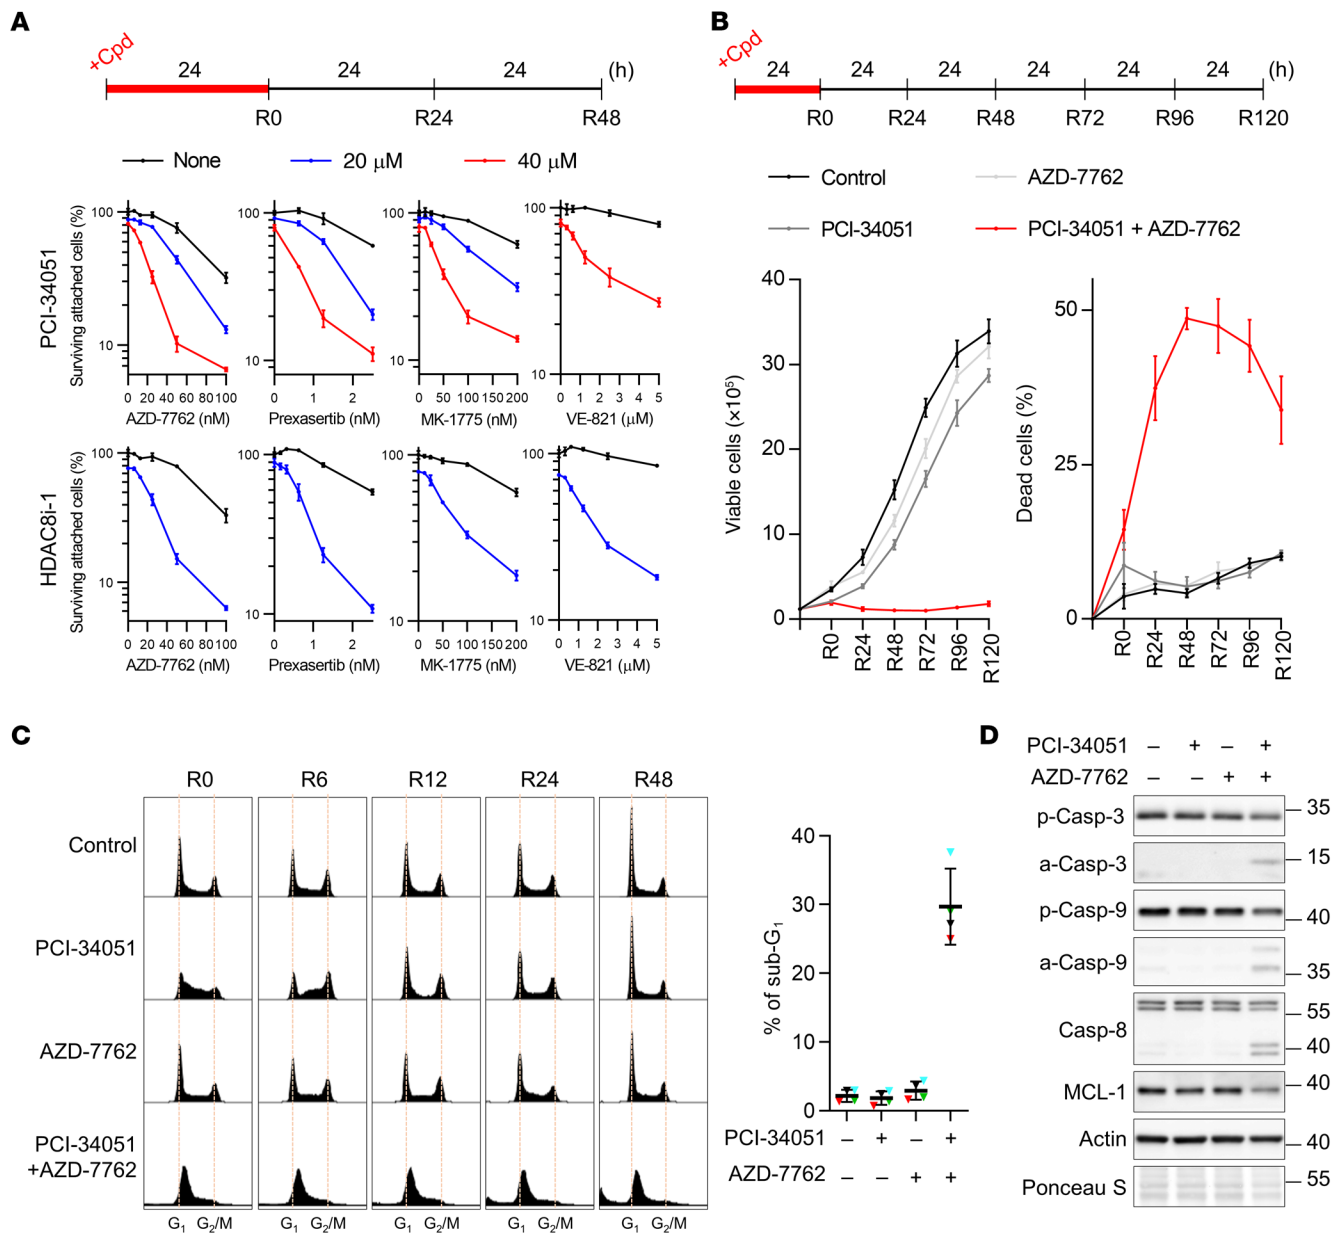 A
+Cpd
24
24
24
(h)
R0
R24
R48
None
20 μM
40 μM
PCI-34051
Surviving attached cells (%)
100
10
0 20 40 60 80 100
AZD-7762 (nM)
100
10
0 1 2
Prexasertib (nM)
100
10
0 50 100 150 200
MK-1775 (nM)
100
10
0 1 2 3 4 5
VE-821 (μM)
HDAC8i-1
Surviving attached cells (%)
100
10
0 20 40 60 80 100
AZD-7762 (nM)
100
10
0 1 2
Prexasertib (nM)
100
10
0 50 100 150 200
MK-1775 (nM)
100
10
0 1 2 3 4 5
VE-821 (μM)
B
+Cpd
24
24
24
24
24
24
(h)
R0
R24
R48
R72
R96
R120
Control
AZD-7762
PCI-34051
PCI-34051 + AZD-7762
Viable cells (×10⁵)
40
30
20
10
0
R0
R24
R48
R72
R96
R120
Dead cells (%)
50
25
0
R0
R24
R48
R72
R96
R120
C
R0
R6
R12
R24
R48
Control
PCI-34051
AZD-7762
PCI-34051
+AZD-7762
G₁ G₂/M
G₁ G₂/M
G₁ G₂/M
G₁ G₂/M
G₁ G₂/M
% of sub-G₁
40
30
20
10
0
PCI-34051 – + – +
AZD-7762 – – + +
D
PCI-34051 – + – +
AZD-7762 – – + +
p-Casp-3
35
a-Casp-3
15
p-Casp-9
40
a-Casp-9
35
Casp-8
55
40
MCL-1
40
Actin
40
Ponceau S
55